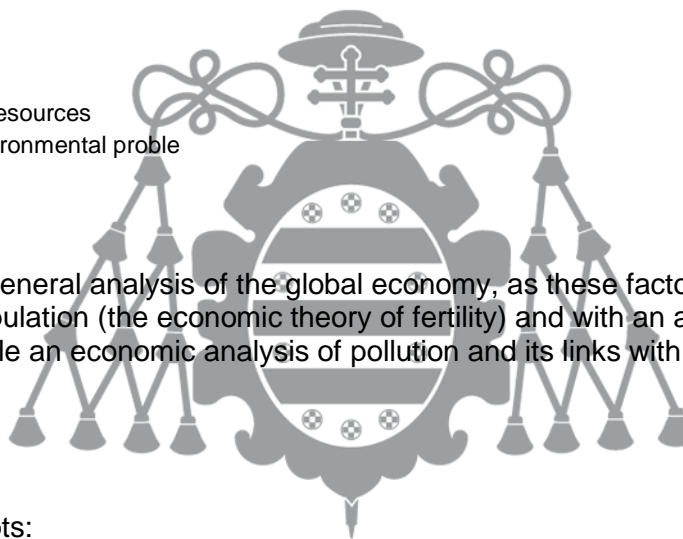 esources
ronmental proble
eneral analysis of the global economy, as these facto
pulation (the economic theory of fertility) and with an a
le an economic analysis of pollution and its links with
ts: